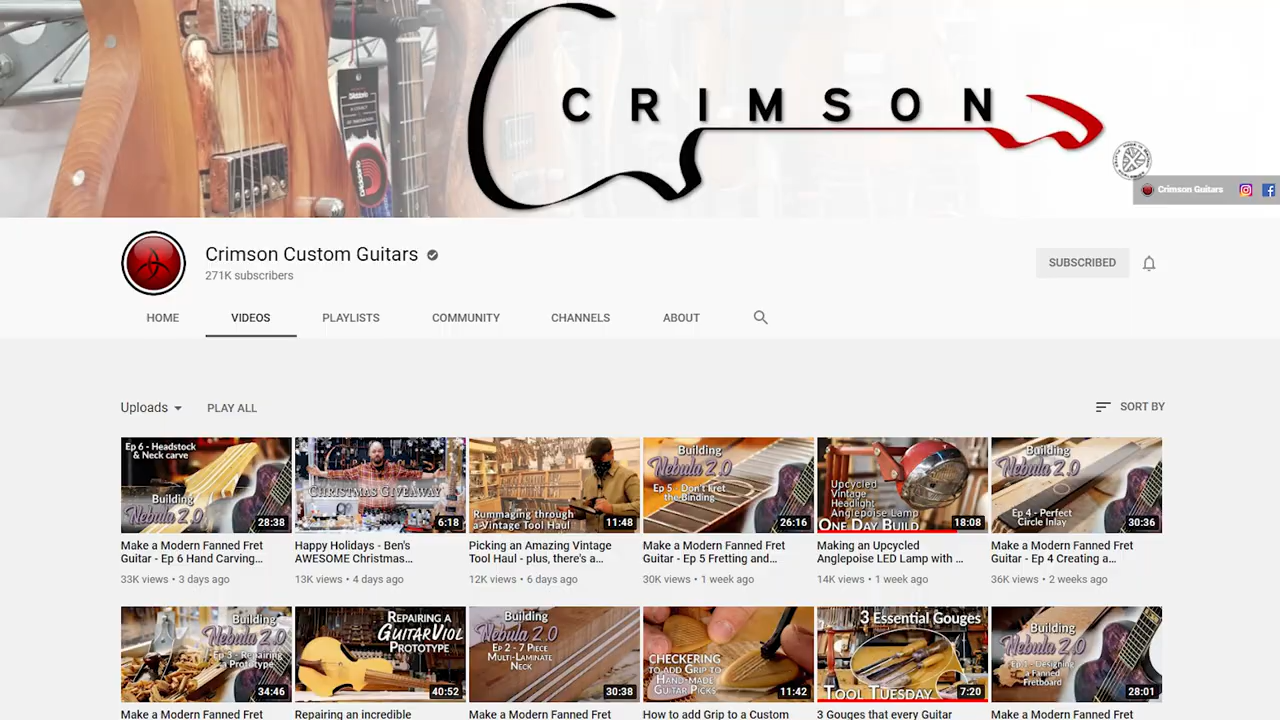 CRIMSON
Crimson Guitars
Crimson Custom Guitars
271K subscribers
SUBSCRIBED
HOME
VIDEOS
PLAYLISTS
COMMUNITY
CHANNELS
ABOUT
Uploads
PLAY ALL
SORT BY
Ep 6 - Headstock
& Neck carve
Building
Nebula 2.0
28:38
CHRISTMAS GIVEAWAY
6:18
Rummaging through
a Vintage Tool Haul
11:48
Building
Nebula 2.0
Ep 5 - Don't Fret
the Binding
26:16
Upcycled
Vintage
Headlight
Anglepoise Lamp
ONE DAY BUILD
18:08
Building
Nebula 2.0
Ep 4 - Perfect
Circle Inlay
30:36
Make a Modern Fanned Fret
Guitar - Ep 6 Hand Carving...
33K views • 3 days ago
Happy Holidays - Ben's
AWESOME Christmas...
13K views • 4 days ago
Picking an Amazing Vintage
Tool Haul - plus, there's a...
12K views • 6 days ago
Make a Modern Fanned Fret
Guitar - Ep 5 Fretting and...
30K views • 1 week ago
Making an Upcycled
Anglepoise LED Lamp with ...
14K views • 1 week ago
Make a Modern Fanned Fret
Guitar - Ep 4 Creating a...
36K views • 2 weeks ago
Building
Nebula 2.0
Ep 3 - Repairing
a Prototype
34:46
REPAIRING A
GUITARVIOL
PROTOTYPE
40:52
Building
Nebula 2.0
Ep 2 - 7 Piece
Multi-Laminate
Neck
30:38
CHECKERING
TO ADD GRIP TO
HAND-MADE
GUITAR PICKS
11:42
3 Essential Gouges
TOOL TUESDAY
7:20
Building
Nebula 2.0
Ep 1 - Designing
a Fanned
Fretboard
28:01
Make a Modern Fanned Fret
Repairing an incredible
Make a Modern Fanned Fret
How to add Grip to a Custom
3 Gouges that every Guitar
Make a Modern Fanned Fret